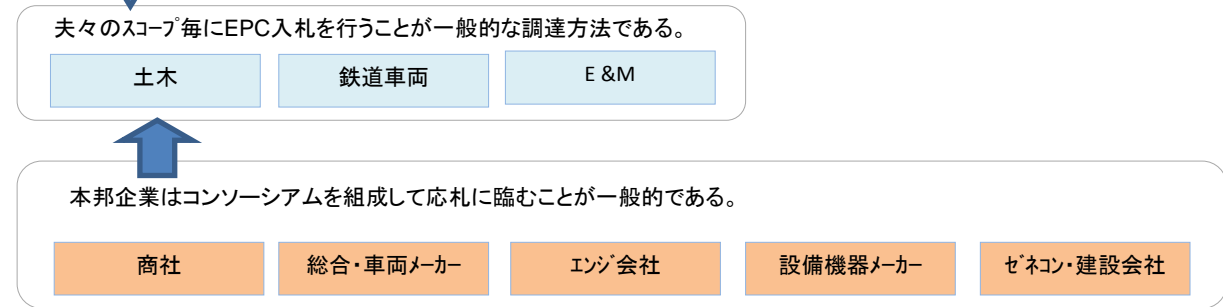 夫々のｽｺｰﾌﾟ毎にEPC入札を行うことが一般的な調達方法である。
土木 鉄道車両 E &M
本邦企業はコンソーシアムを組成して応札に臨むことが一般的である。
商社 総合・車両ﾒｰｶｰ ｴﾝｼﾞ会社 設備機器ﾒｰｶｰ ｾﾞﾈｺﾝ・建設会社